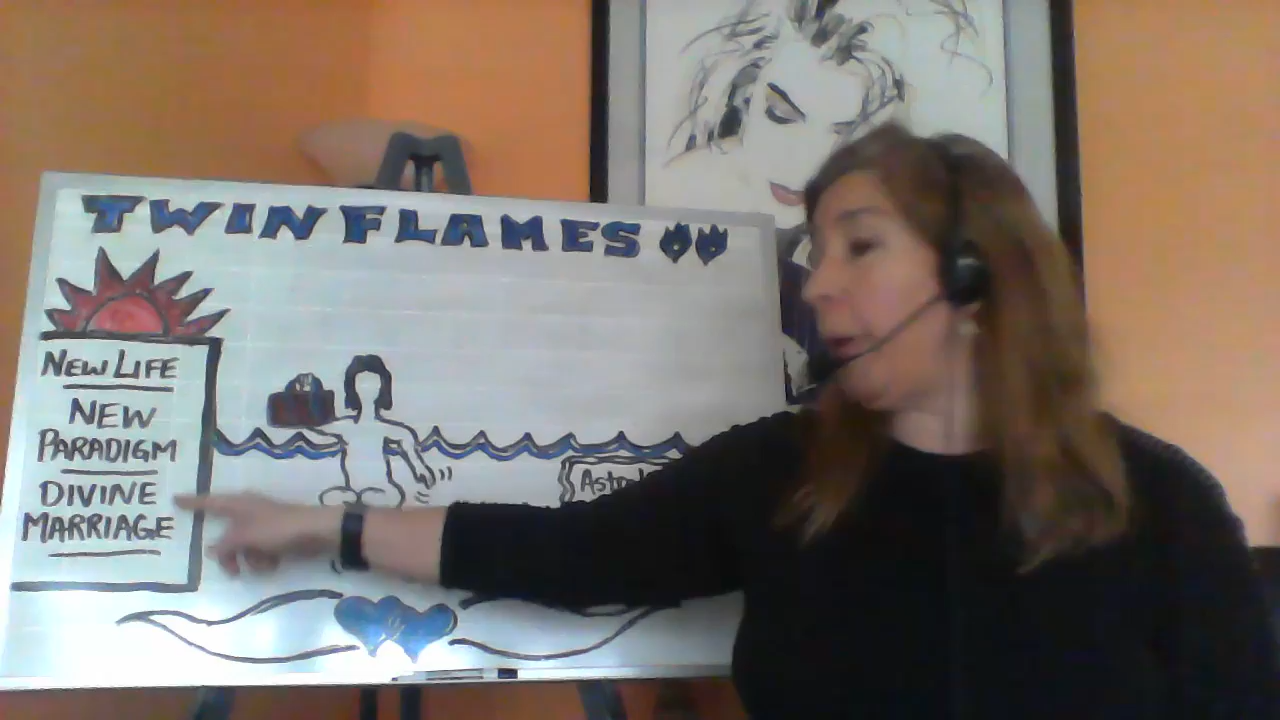 TWIN FLAMES
NEW LIFE
NEW
PARADIGM
DIVINE
MARRIAGE